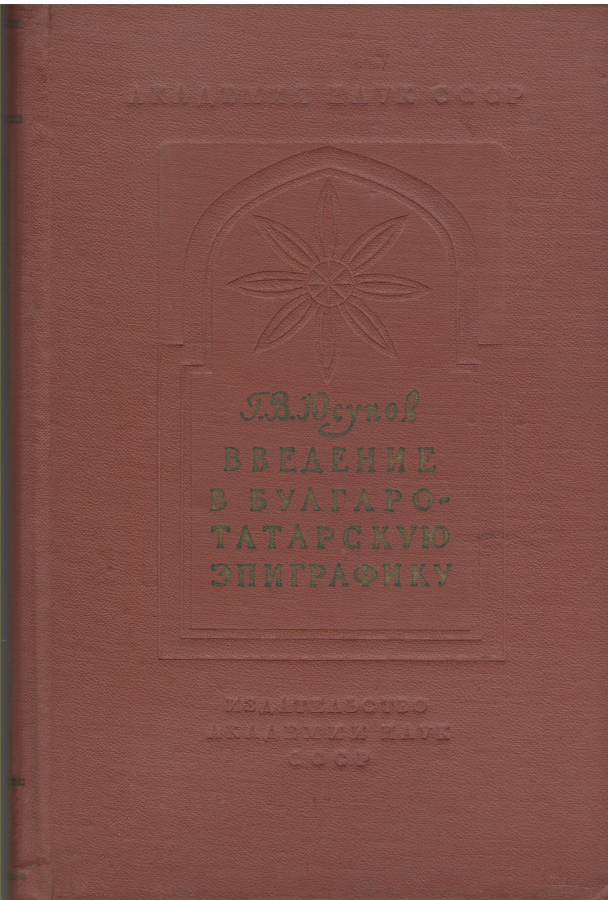 АКАДЕМИЯ НАУК СССР
Г.В.Юсупов
ВВЕДЕНИЕ
В БУЛГАРО-
ТАТАРСКУЮ
ЭПИГРАФИКУ
ИЗДАТЕЛЬСТВО
АКАДЕМИИ НАУК
СССР